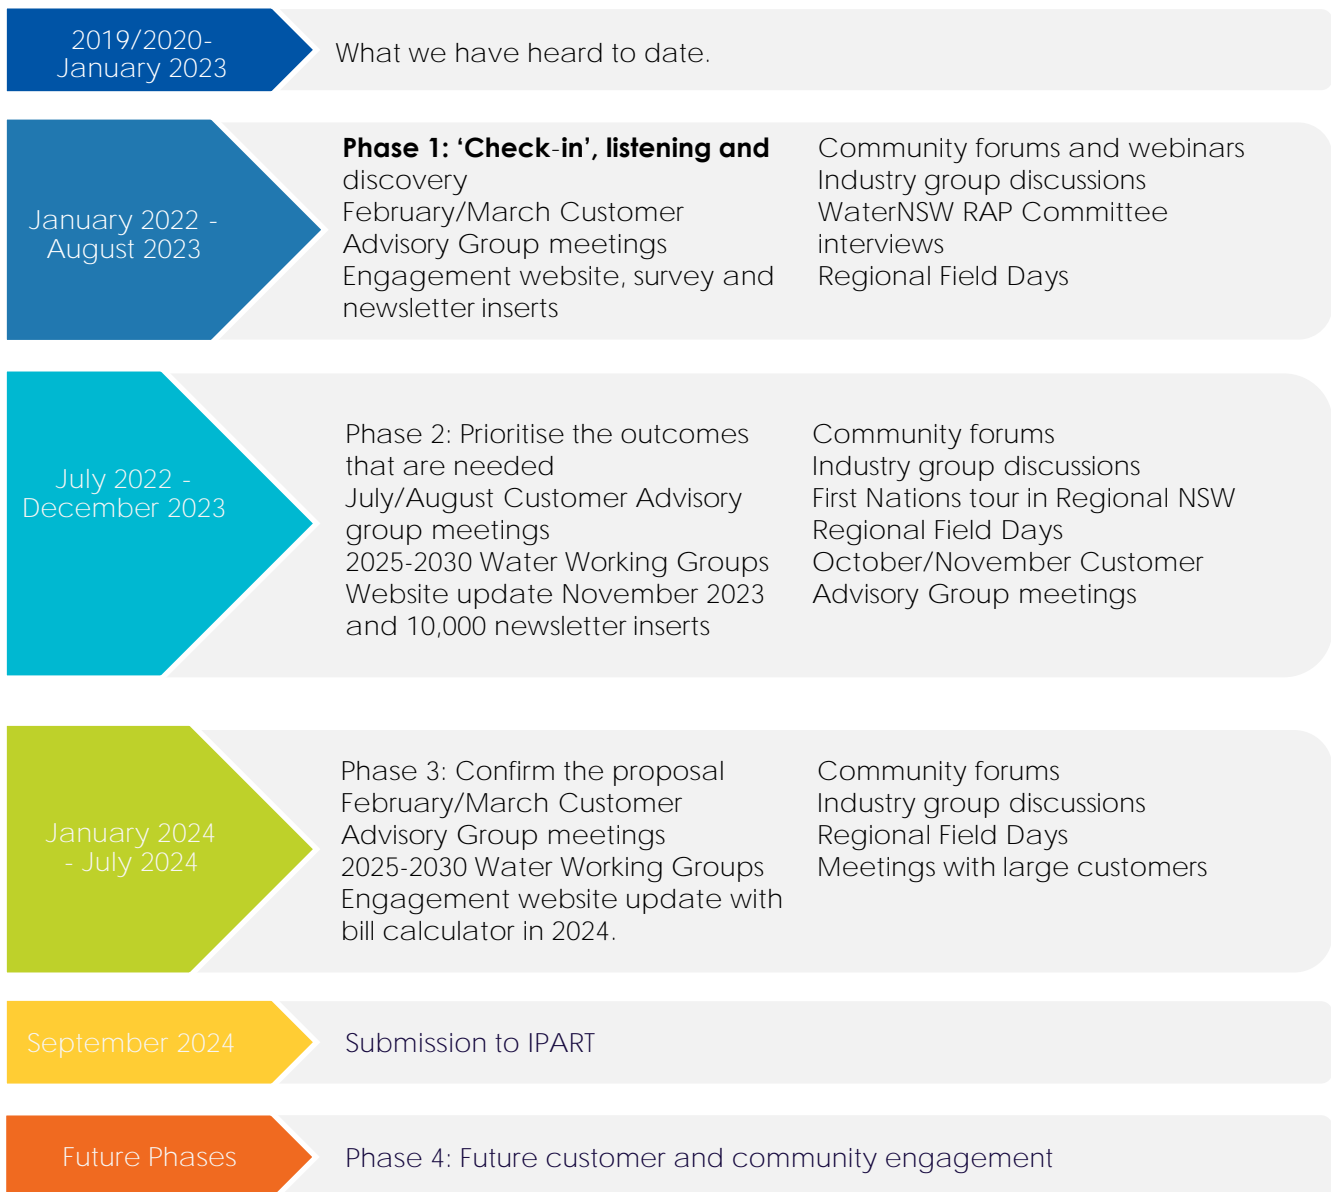 2019/2020-
January 2023
What we have heard to date.
January 2022 -
August 2023
Phase 1: ‘Check-in’, listening and
discovery
February/March Customer
Advisory Group meetings
Engagement website, survey and
newsletter inserts
Community forums and webinars
Industry group discussions
WaterNSW RAP Committee
interviews
Regional Field Days
July 2022 -
December 2023
Phase 2: Prioritise the outcomes
that are needed
July/August Customer Advisory
group meetings
2025-2030 Water Working Groups
Website update November 2023
and 10,000 newsletter inserts
Community forums
Industry group discussions
First Nations tour in Regional NSW
Regional Field Days
October/November Customer
Advisory Group meetings
January 2024
- July 2024
Phase 3: Confirm the proposal
February/March Customer
Advisory Group meetings
2025-2030 Water Working Groups
Engagement website update with
bill calculator in 2024.
Community forums
Industry group discussions
Regional Field Days
Meetings with large customers
September 2024
Submission to IPART
Future Phases
Phase 4: Future customer and community engagement